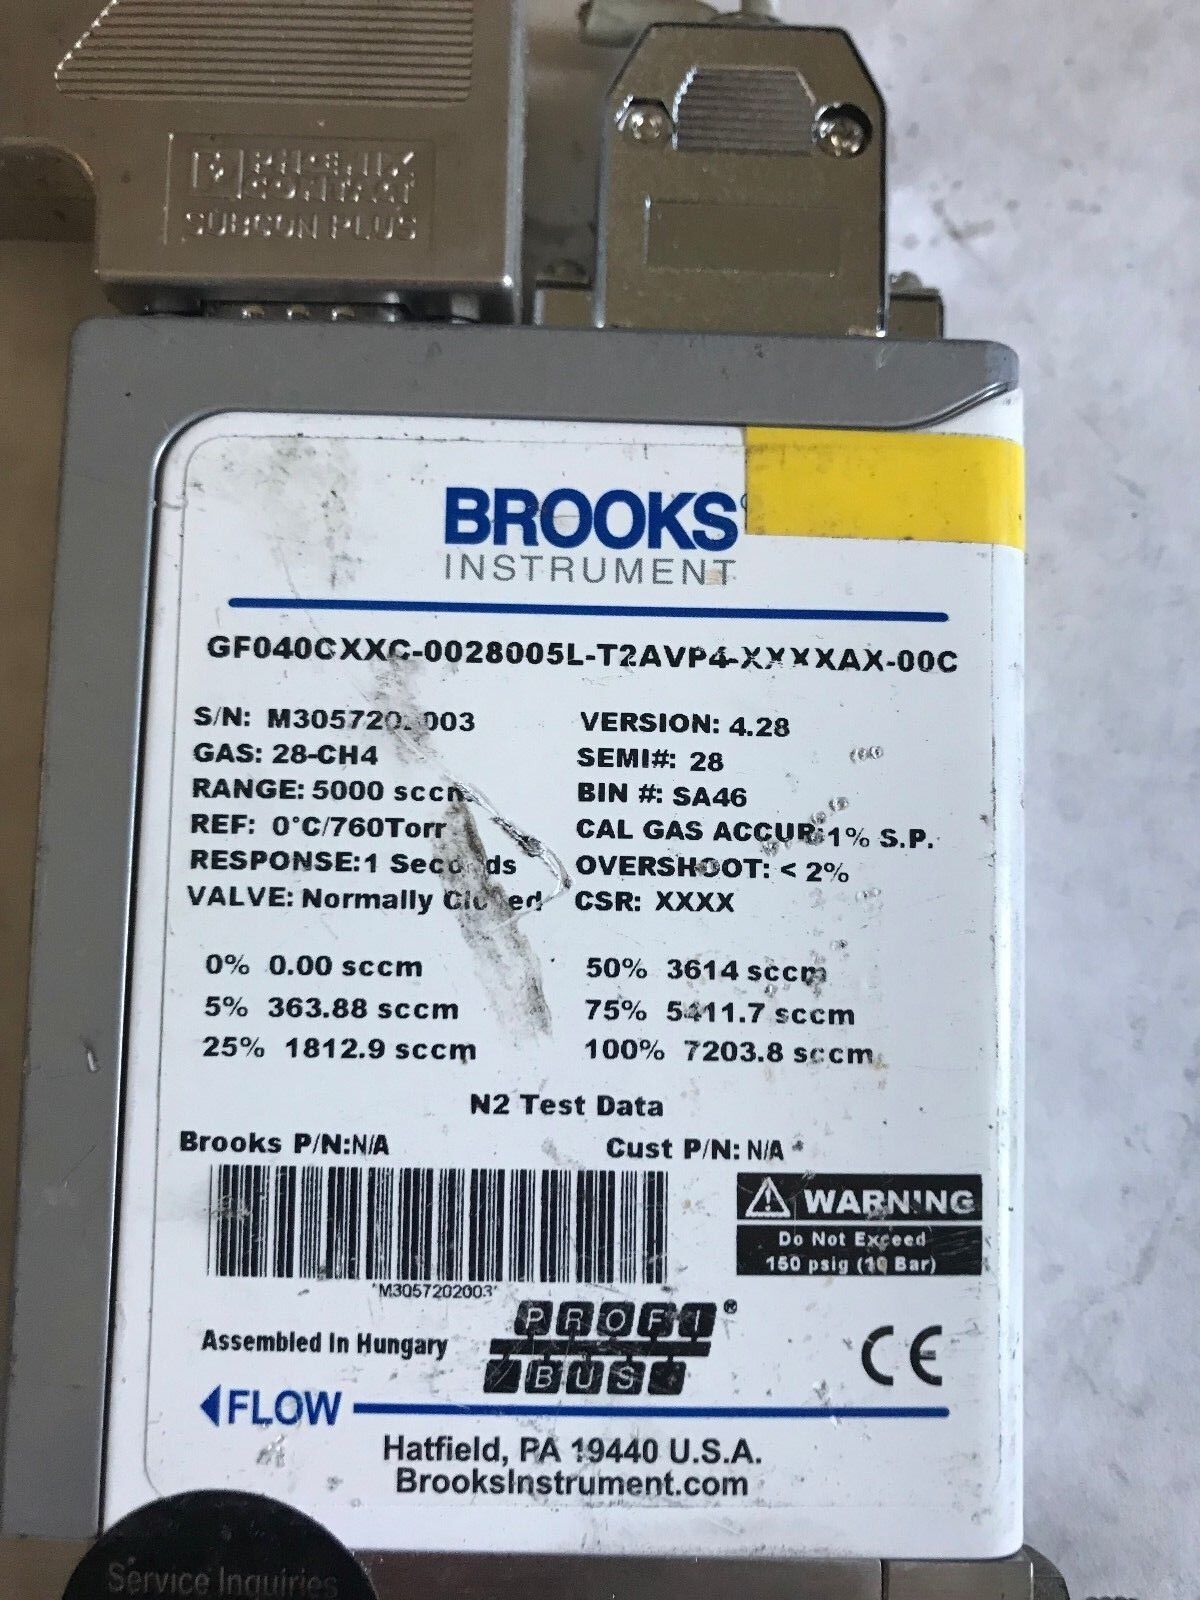 PHOENIX
CONTACT
SUBCON PLUS
BROOKS®
INSTRUMENT
GF040CXXC-0028005L-T2AVP4-XXXXAX-00C
S/N: M3057202003 VERSION: 4.28
GAS: 28-CH4 SEMI#: 28
RANGE: 5000 sccm BIN #: SA46
REF: 0°C/760Torr CAL GAS ACCUR:1% S.P.
RESPONSE:1 Seconds OVERSHOOT: < 2%
VALVE: Normally Closed CSR: XXXX
0% 0.00 sccm 50% 3614 sccm
5% 363.88 sccm 75% 5411.7 sccm
25% 1812.9 sccm 100% 7203.8 sccm
N2 Test Data
Brooks P/N:N/A Cust P/N: N/A
WARNING
Do Not Exceed
150 psig (10 Bar)
*M3057202003*
Assembled In Hungary
PROFI®
BUS
CE
FLOW
Hatfield, PA 19440 U.S.A.
BrooksInstrument.com
Service Inquiries